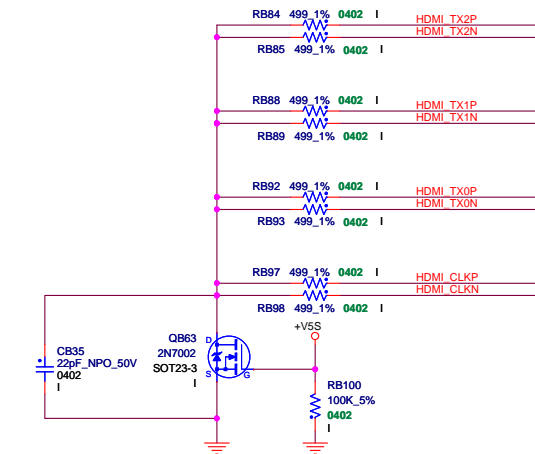 RB84 499_1% 0402 I
HDMI_TX2P
HDMI_TX2N
RB85 499_1% 0402 I
RB88 499_1% 0402 I
HDMI_TX1P
HDMI_TX1N
RB89 499_1% 0402 I
RB92 499_1% 0402 I
HDMI_TX0P
HDMI_TX0N
RB93 499_1% 0402 I
RB97 499_1% 0402 I
HDMI_CLKP
HDMI_CLKN
RB98 499_1% 0402 I
+V5S
QB63 D
2N7002
SOT23-3 S G
I
CB35
22pF_NPO_50V
0402
I
RB100
100K_5%
0402
I